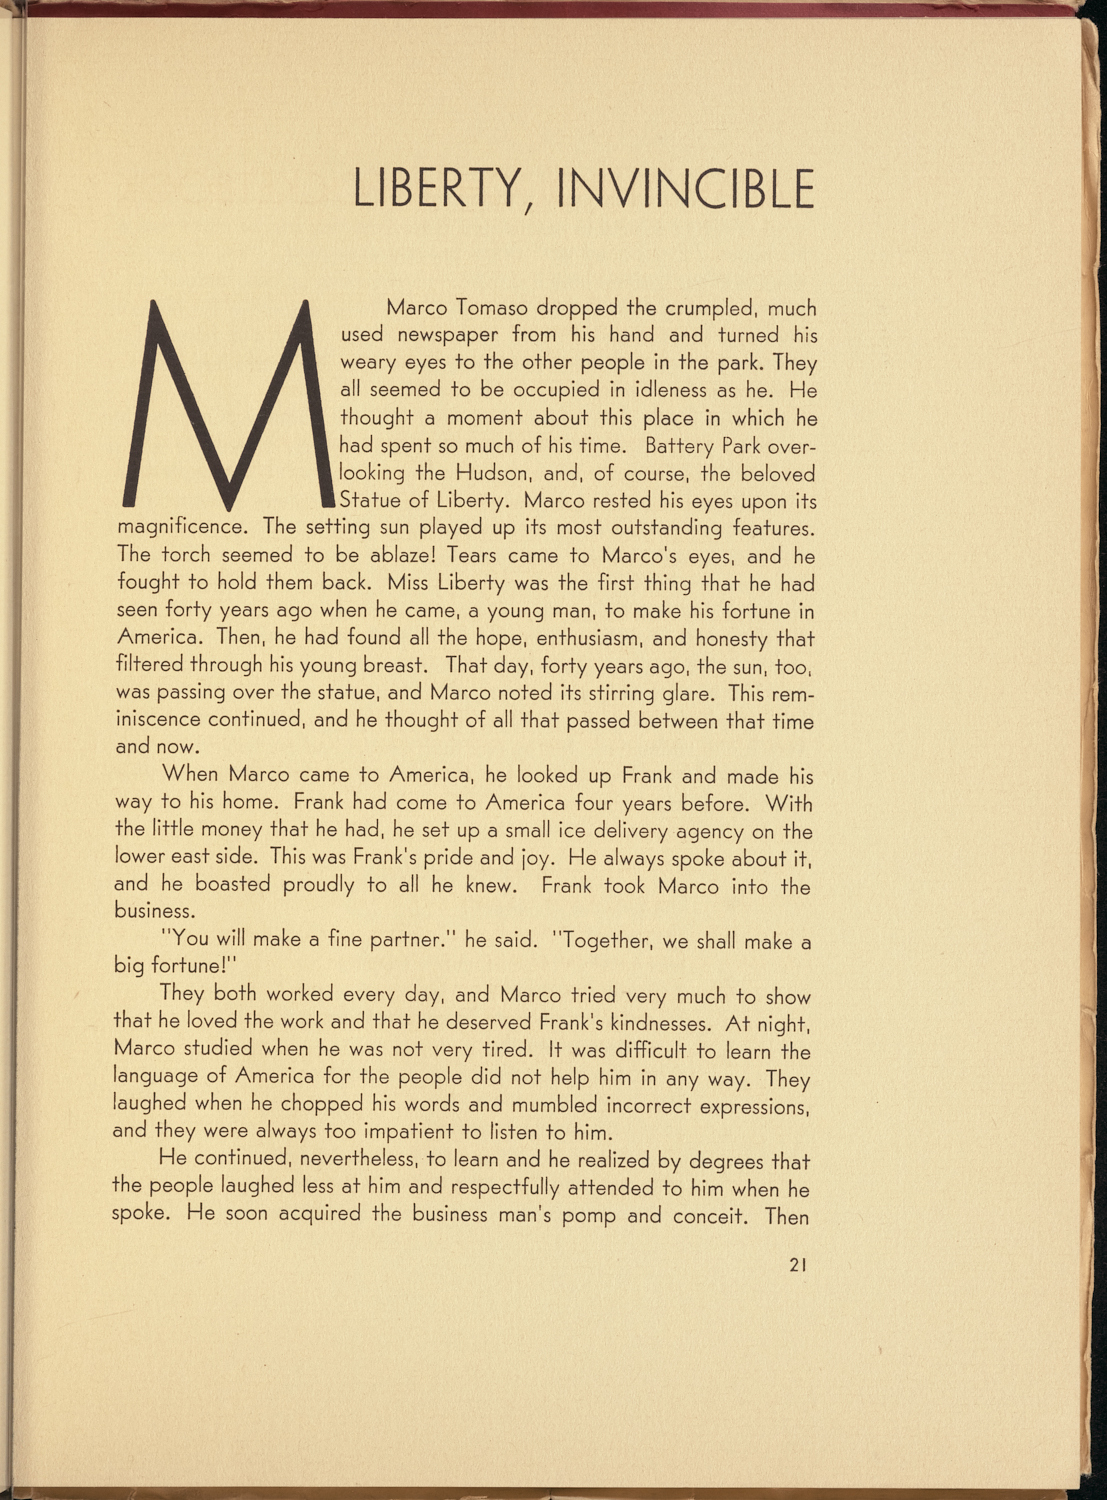 LIBERTY, INVINCIBLE
M
Marco Tomaso dropped the crumpled, much
used newspaper from his hand and turned his
weary eyes to the other people in the park. They
all seemed to be occupied in idleness as he. He
thought a moment about this place in which he
had spent so much of his time. Battery Park over-
looking the Hudson, and, of course, the beloved
Statue of Liberty. Marco rested his eyes upon its
magnificence. The setting sun played up its most outstanding features.
The torch seemed to be ablaze! Tears came to Marco's eyes, and he
fought to hold them back. Miss Liberty was the first thing that he had
seen forty years ago when he came, a young man, to make his fortune in
America. Then, he had found all the hope, enthusiasm, and honesty that
filtered through his young breast. That day, forty years ago, the sun, too,
was passing over the statue, and Marco noted its stirring glare. This rem-
iniscence continued, and he thought of all that passed between that time
and now.
When Marco came to America, he looked up Frank and made his
way to his home. Frank had come to America four years before. With
the little money that he had, he set up a small ice delivery agency on the
lower east side. This was Frank's pride and joy. He always spoke about it,
and he boasted proudly to all he knew. Frank took Marco into the
business.
"You will make a fine partner." he said. "Together, we shall make a
big fortune!"
They both worked every day, and Marco tried very much to show
that he loved the work and that he deserved Frank's kindnesses. At night,
Marco studied when he was not very tired. It was difficult to learn the
language of America for the people did not help him in any way. They
laughed when he chopped his words and mumbled incorrect expressions,
and they were always too impatient to listen to him.
He continued, nevertheless, to learn and he realized by degrees that
the people laughed less at him and respectfully attended to him when he
spoke. He soon acquired the business man's pomp and conceit. Then
21